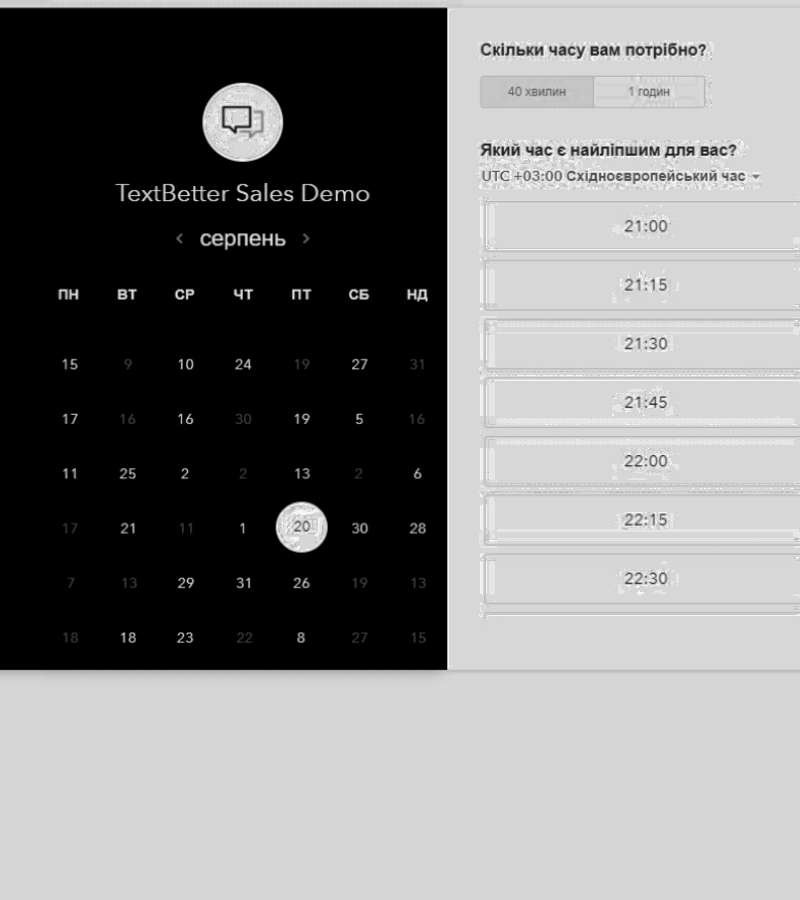 TextBetter Sales Demo
серпень
ПН ВТ СР ЧТ ПТ СБ НД
15 9 10 24 19 27 31
17 16 16 30 19 5 16
11 25 2 2 13 2 6
17 21 11 1 20 30 28
7 13 29 31 26 19 13
18 18 23 22 8 27 15
Скільки часу вам потрібно?
40 хвилин 1 годин
Який час є найліпшим для вас?
UTC +03:00 Східноєвропейський час
21:00
21:15
21:30
21:45
22:00
22:15
22:30